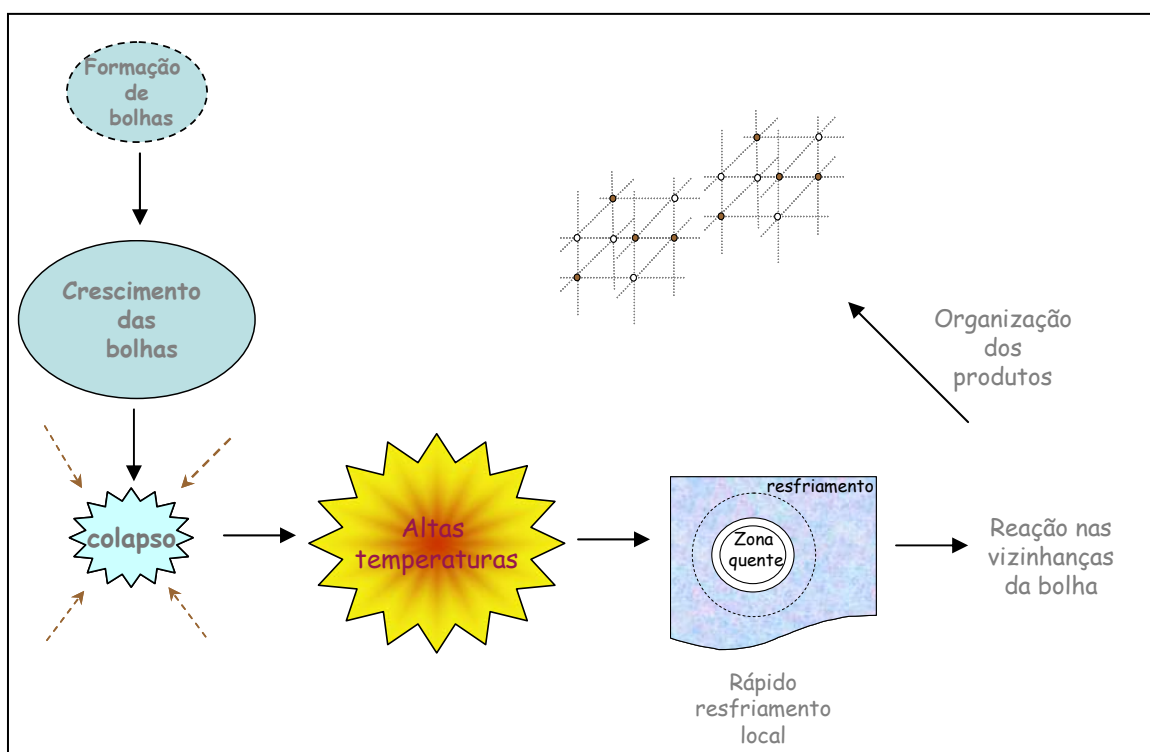 Formação
de
bolhas
Crescimento
das
bolhas
colapso
Altas
temperaturas
resfriamento
Zona
quente
Rápido
resfriamento
local
Reação nas
vizinhanças
da bolha
Organização
dos
produtos